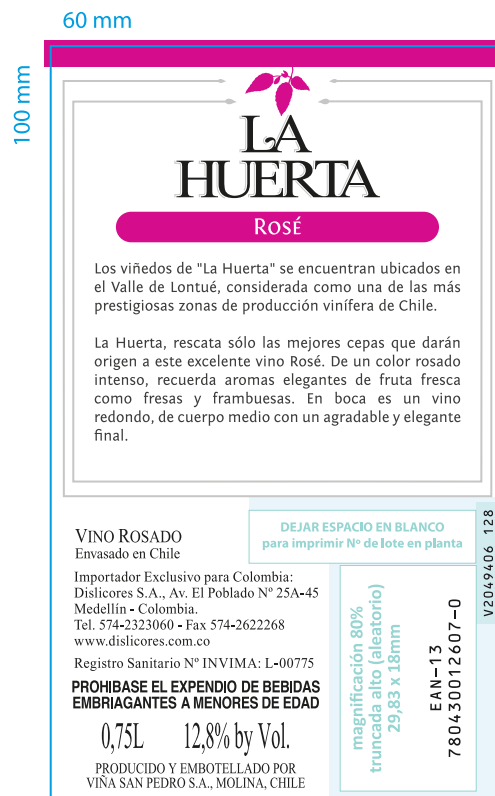 60 mm
100 mm
LA
HUERTA
Rosé
Los viñedos de "La Huerta" se encuentran ubicados en
el Valle de Lontué, considerada como una de las más
prestigiosas zonas de producción vinífera de Chile.
La Huerta, rescata sólo las mejores cepas que darán
origen a este excelente vino Rosé. De un color rosado
intenso, recuerda aromas elegantes de fruta fresca
como fresas y frambuesas. En boca es un vino
redondo, de cuerpo medio con un agradable y elegante
final.
VINO ROSADO
Envasado en Chile
Importador Exclusivo para Colombia:
Dislicores S.A., Av. El Poblado Nº 25A-45
Medellín - Colombia.
Tel. 574-2323060 - Fax 574-2622268
www.dislicores.com.co
Registro Sanitario Nº INVIMA: L-00775
PROHIBASE EL EXPENDIO DE BEBIDAS
EMBRIAGANTES A MENORES DE EDAD
0,75L 12,8% by Vol.
PRODUCIDO Y EMBOTELLADO POR
VIÑA SAN PEDRO S.A., MOLINA, CHILE
DEJAR ESPACIO EN BLANCO
para imprimir Nº de lote en planta
V2049406 128
magnificación 80%
truncada alto (aleatorio)
29,83 x 18mm
EAN-13
780430012607-0